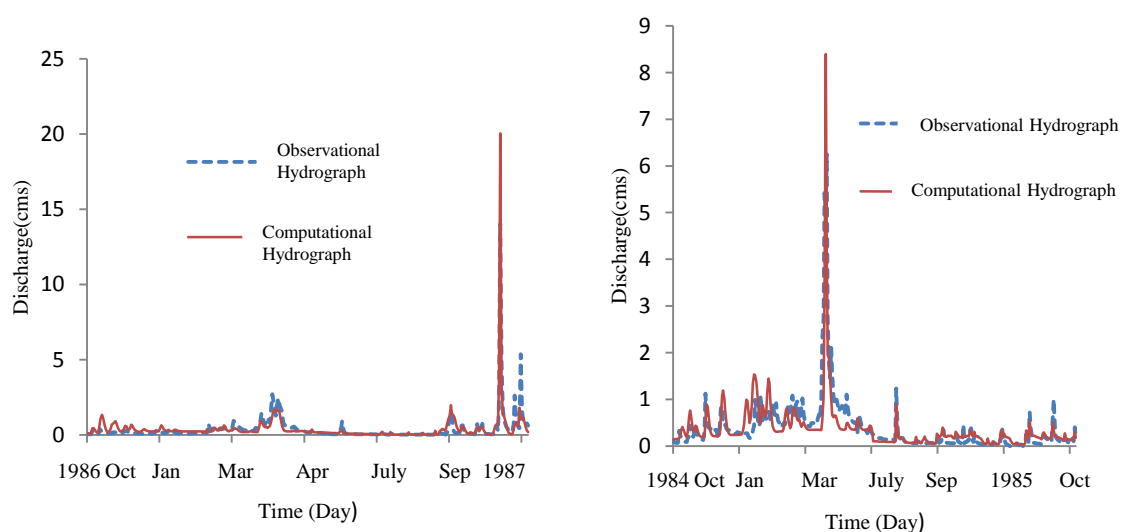 25
20
15
10
5
0
Discharge(cms)
Observational
Hydrograph
Computational
Hydrograph
1986 Oct Jan Mar Apr July Sep 1987
Time (Day)
9
8
7
6
5
4
3
2
1
0
Discharge(cms)
Observational Hydrograph
Computational Hydrograph
1984 Oct Jan Mar July Sep 1985 Oct
Time (Day)